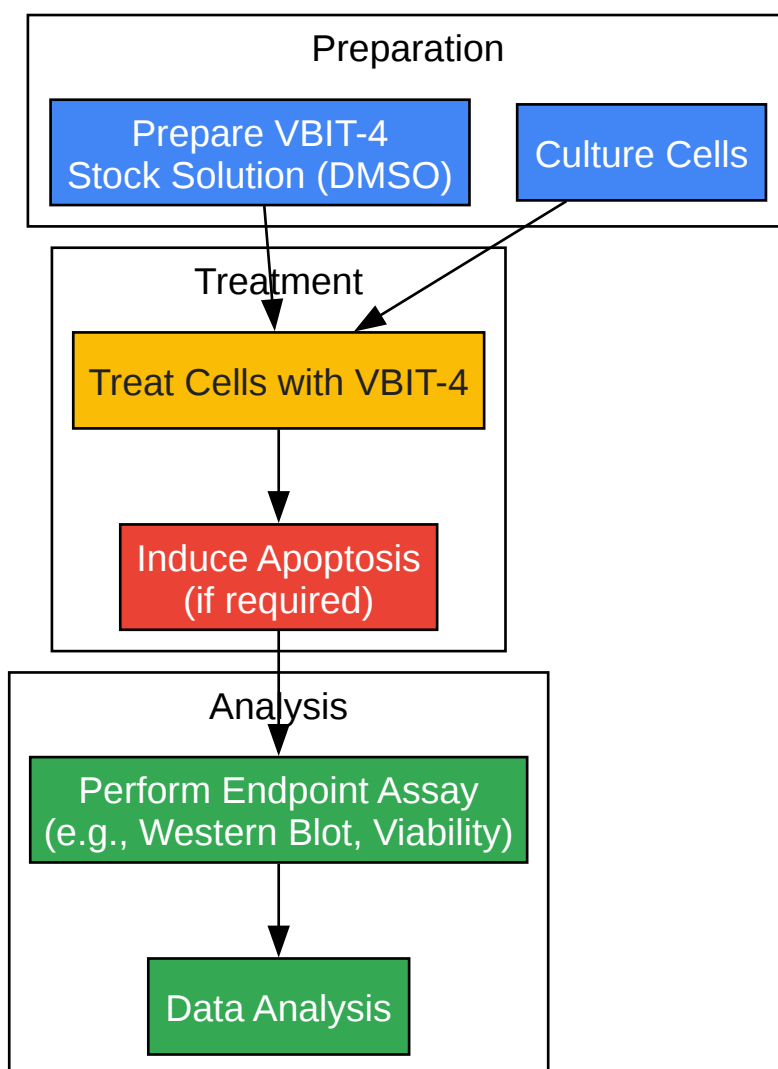 Preparation
Prepare VBIT-4
Stock Solution (DMSO)
Culture Cells
Treatment
Treat Cells with VBIT-4
Induce Apoptosis
(if required)
Analysis
Perform Endpoint Assay
(e.g., Western Blot, Viability)
Data Analysis